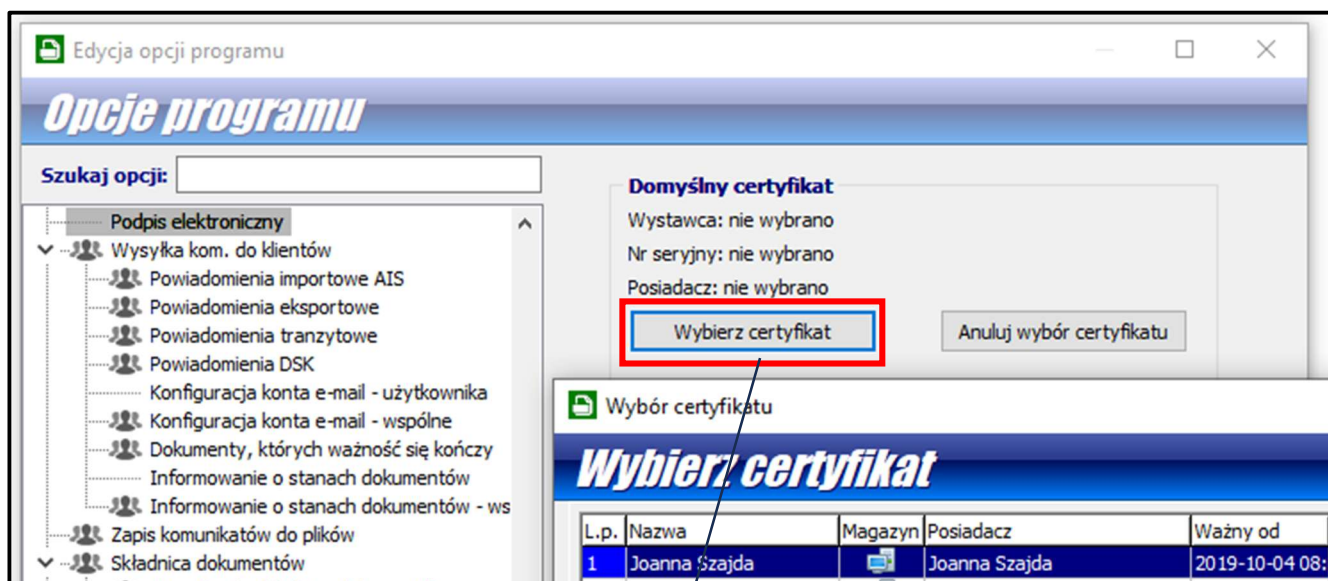 Edycja opcji programu
Opcje programu
Szukaj opcji:
Podpis elektroniczny
Wysyłka kom. do klientów
Powiadomienia importowe AIS
Powiadomienia eksportowe
Powiadomienia tranzytowe
Powiadomienia DSK
Konfiguracja konta e-mail - użytkownika
Konfiguracja konta e-mail - wspólne
Dokumenty, których ważność się kończy
Informowanie o stanach dokumentów
Informowanie o stanach dokumentów - ws
Zapis komunikatów do plików
Składnica dokumentów
Domyślny certyfikat
Wystawca: nie wybrano
Nr seryjny: nie wybrano
Posiadacz: nie wybrano
Wybierz certyfikat Anuluj wybór certyfikatu
Wybór certyfikatu
Wybierz certyfikat
L.p. Nazwa Magazyn Posiadacz Ważny od
1 Joanna Szajda Joanna Szajda 2019-10-04 08: